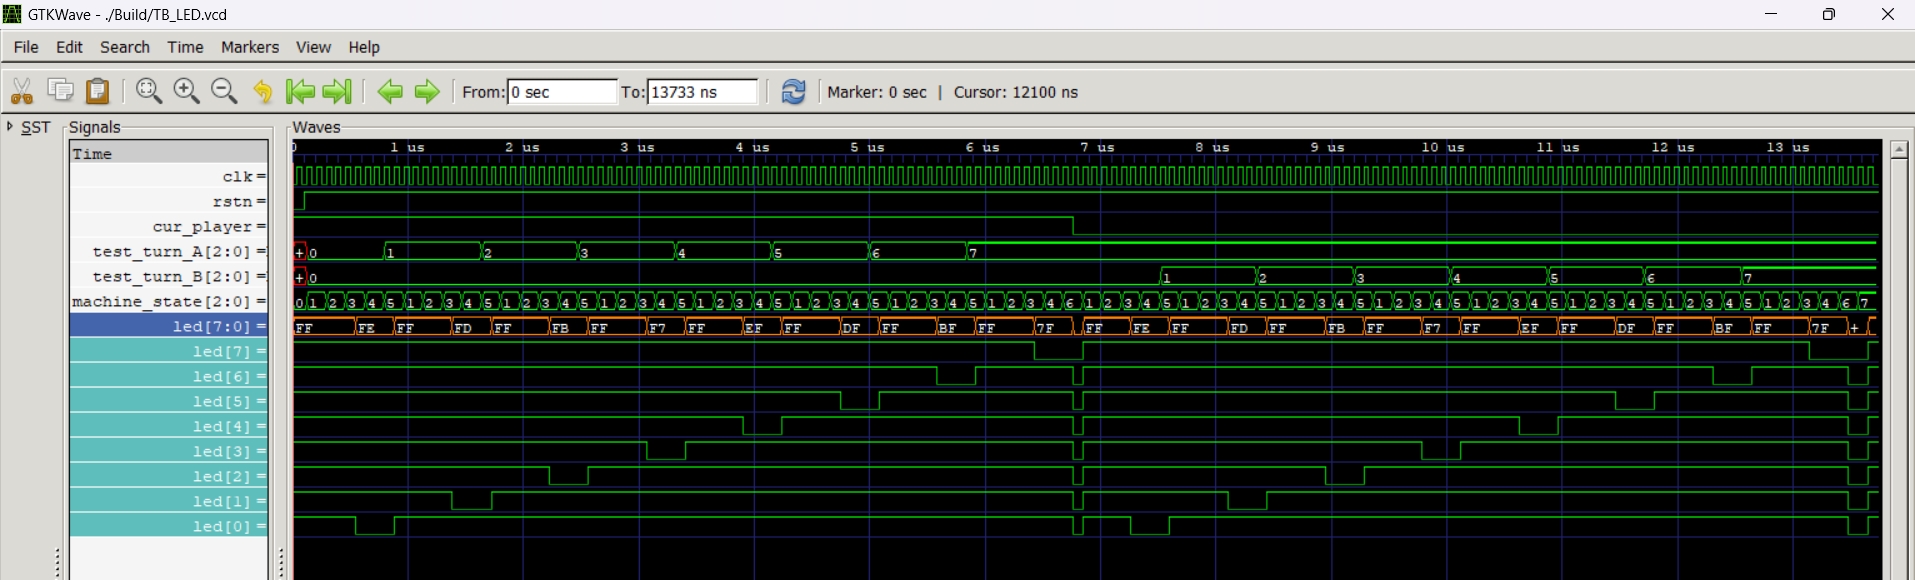 GTKWave - ./Build/TB_LED.vcd
File Edit Search Time Markers View Help
From: 0 sec To: 13733 ns Marker: 0 sec | Cursor: 12100 ns
SST Signals Waves
Time 0 1 us 2 us 3 us 4 us 5 us 6 us 7 us 8 us 9 us 10 us 11 us 12 us 13 us
clk=
rstn=
cur_player=
test_turn_A[2:0] = + 0 1 2 3 4 5 6 7
test_turn_B[2:0] = + 0 1 2 3 4 5 6 7
machine_state[2:0] = 0 1 2 3 4 5 1 2 3 4 5 1 2 3 4 5 1 2 3 4 5 1 2 3 4 5 1 2 3 4 5 1 2 3 4 5 1 2 3 4 6 1 2 3 4 5 1 2 3 4 5 1 2 3 4 5 1 2 3 4 5 1 2 3 4 5 1 2 3 4 5 1 2 3 4 5 1 2 3 4 6 7
led[7:0] = FF FE FF FD FF FB FF F7 FF EF FF DF FF BF FF 7F FF FE FF FD FF FB FF F7 FF EF FF DF FF BF FF 7F +
led[7] =
led[6] =
led[5] =
led[4] =
led[3] =
led[2] =
led[1] =
led[0] =